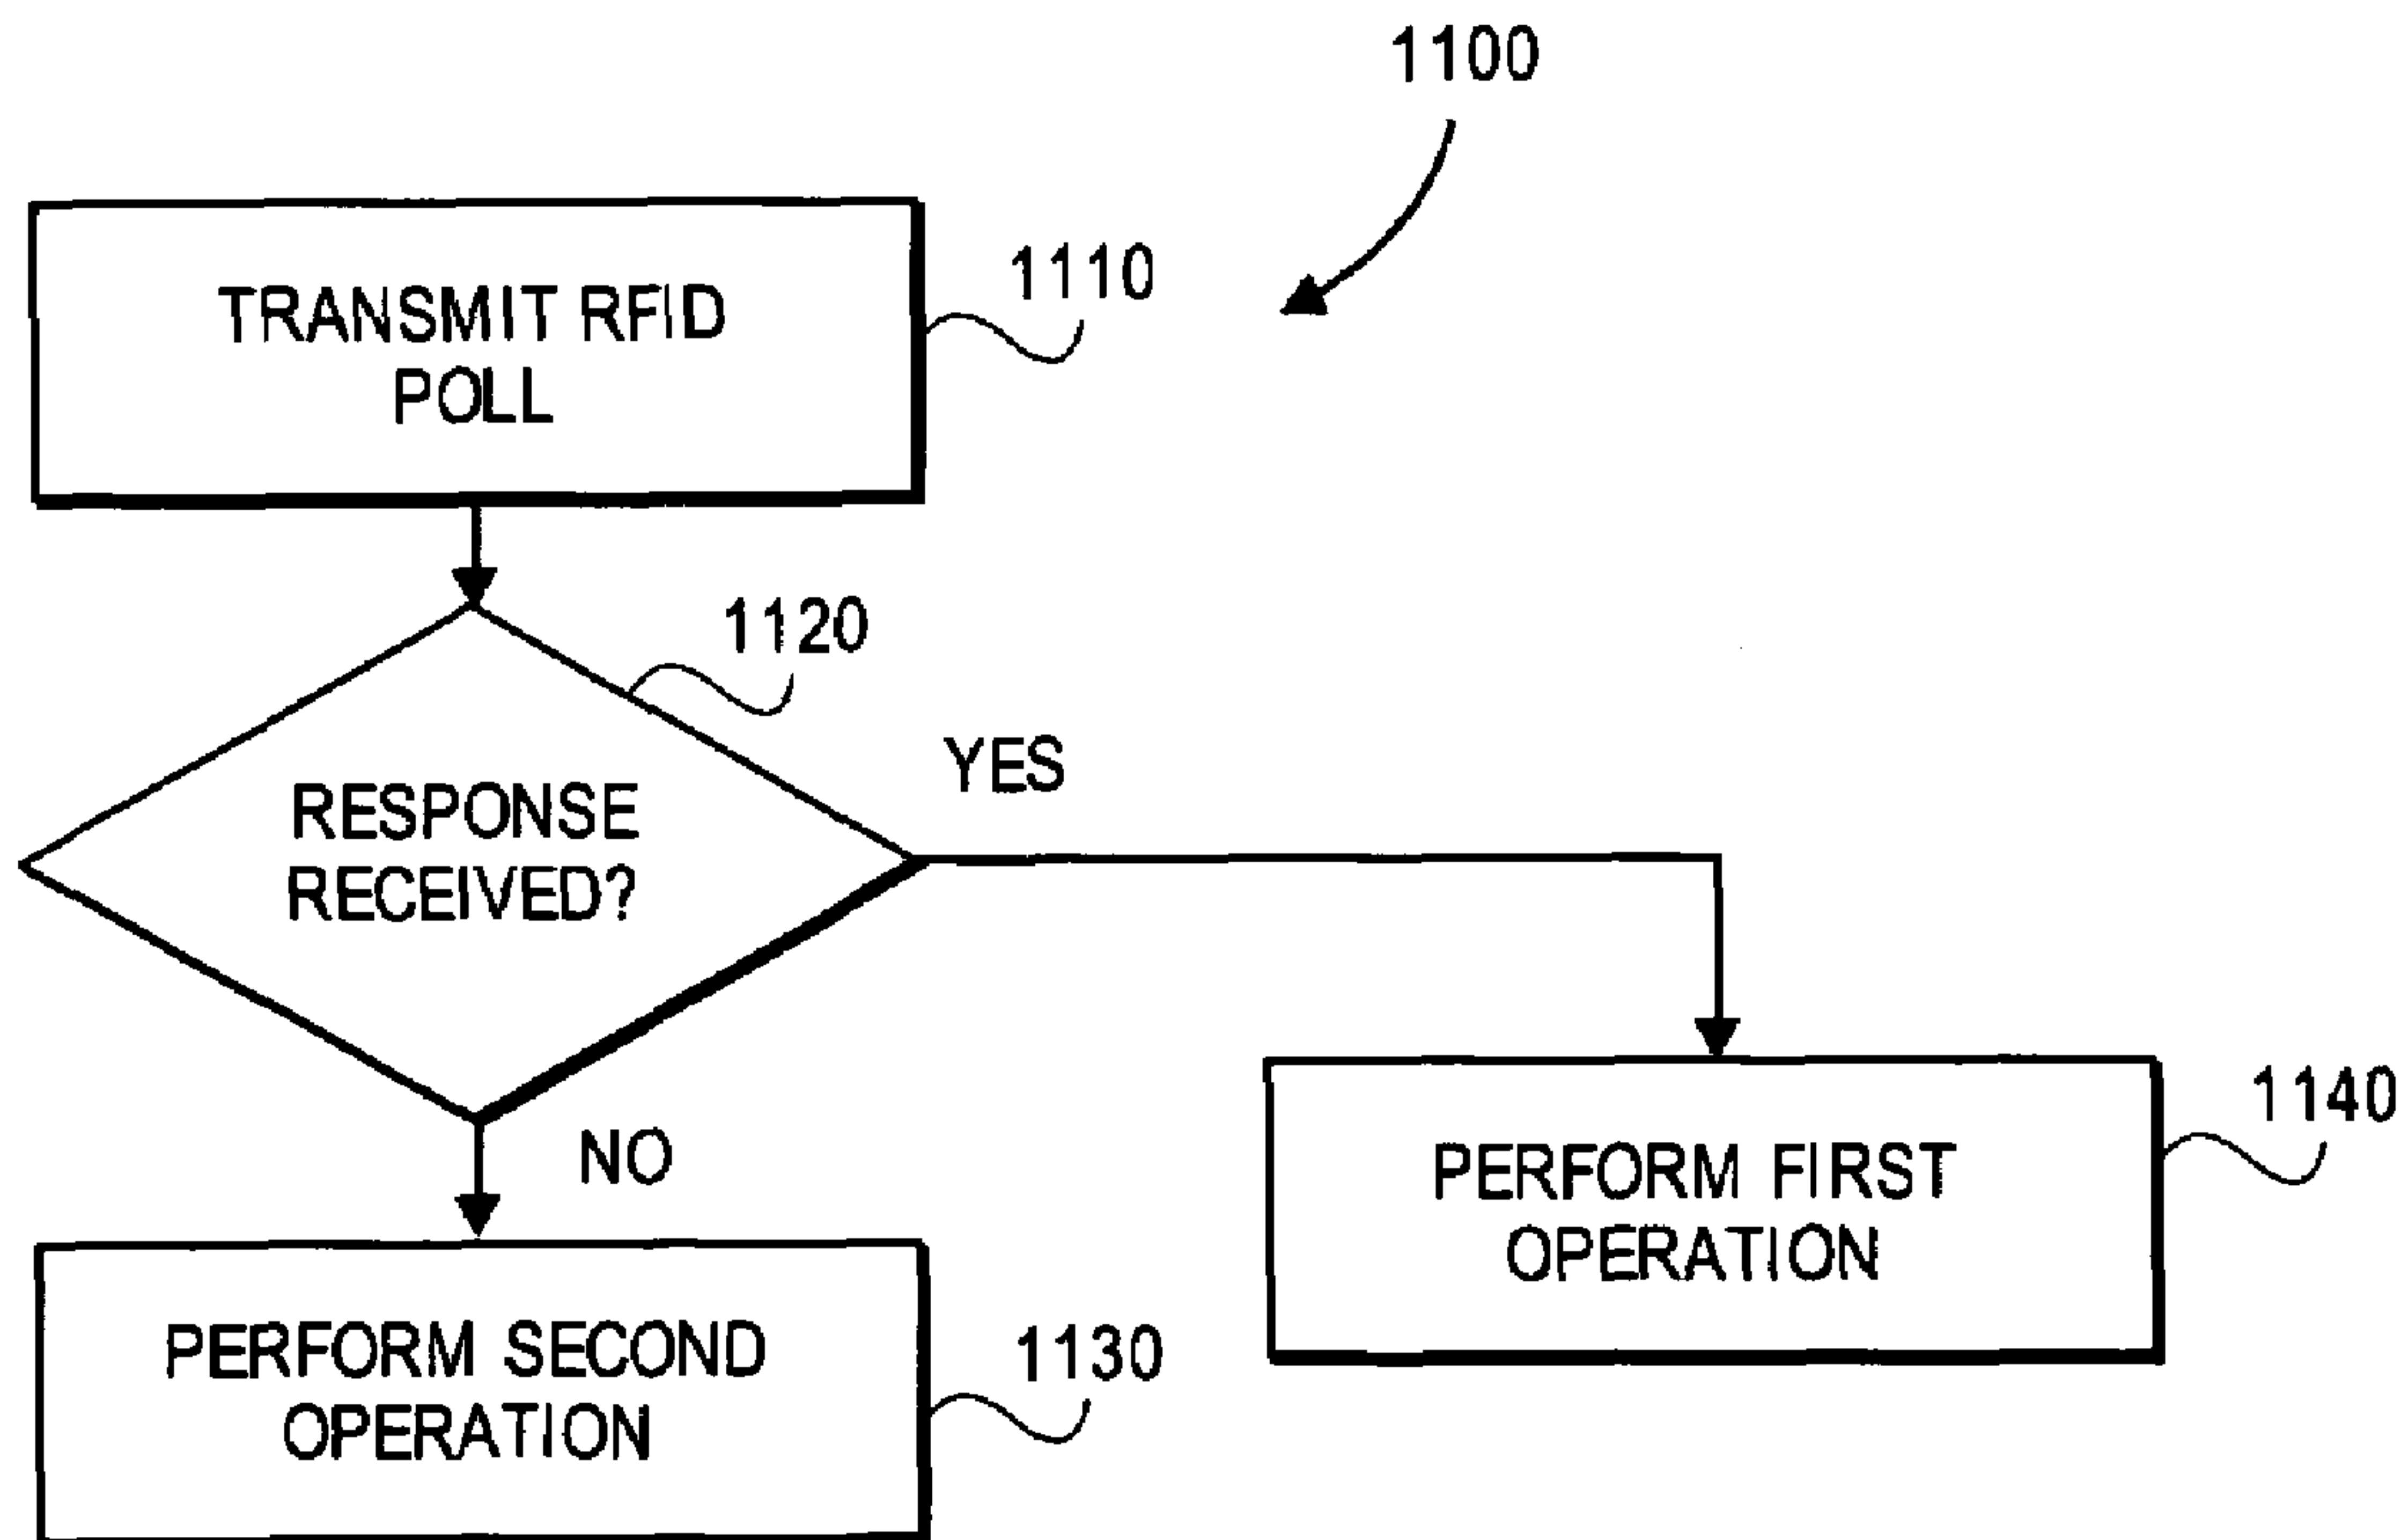 1100
TRANSMIT RFID
POLL
1110
1120
RESPONSE
RECEIVED?
YES
NO
PERFORM FIRST
OPERATION
1140
PERFORM SECOND
OPERATION
1130